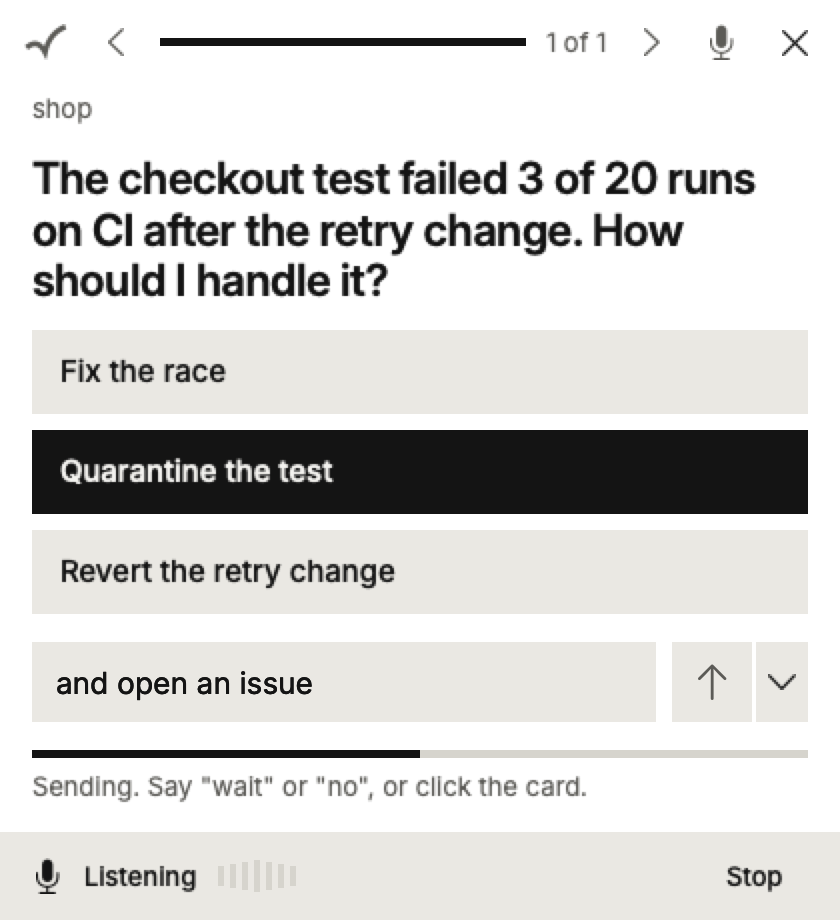 1 of 1
shop
The checkout test failed 3 of 20 runs
on CI after the retry change. How
should I handle it?
Fix the race
Quarantine the test
Revert the retry change
and open an issue
Sending. Say "wait" or "no", or click the card.
Listening
Stop